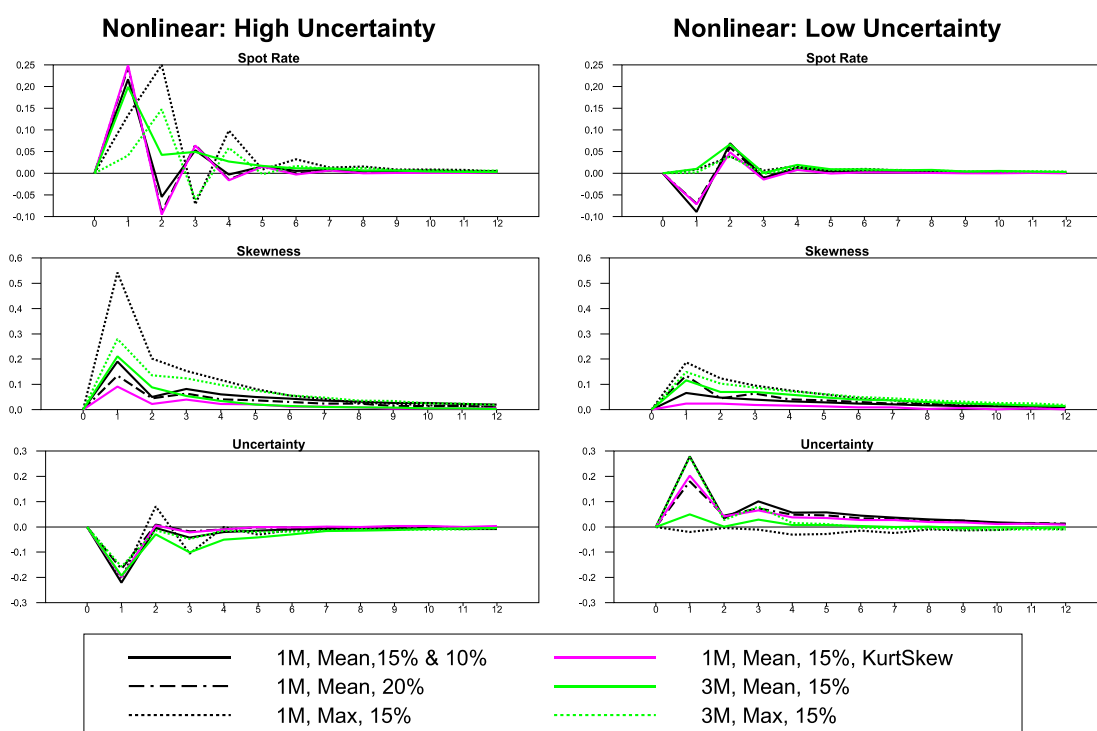 Nonlinear: High Uncertainty Nonlinear: Low Uncertainty
Spot Rate Spot Rate
0,25 0,25
0,20 0,20
0,15 0,15
0,10 0,10
0,05 0,05
0,00 0,00
-0,05 -0,05
-0,10 -0,10
0 1 2 3 4 5 6 7 8 9 10 11 12 0 1 2 3 4 5 6 7 8 9 10 11 12
Skewness Skewness
0,6 0,6
0,5 0,5
0,4 0,4
0,3 0,3
0,2 0,2
0,1 0,1
0,0 0,0
0 1 2 3 4 5 6 7 8 9 10 11 12 0 1 2 3 4 5 6 7 8 9 10 11 12
Uncertainty Uncertainty
0.3 0.3
0.2 0.2
0.1 0.1
0.0 0.0
-0.1 -0.1
-0.2 -0.2
-0.3 -0.3
0 1 2 3 4 5 6 7 8 9 10 11 12 0 1 2 3 4 5 6 7 8 9 10 11 12
1M, Mean,15% & 10% 1M, Mean, 15%, KurtSkew
1M, Mean, 20% 3M, Mean, 15%
1M, Max, 15% 3M, Max, 15%